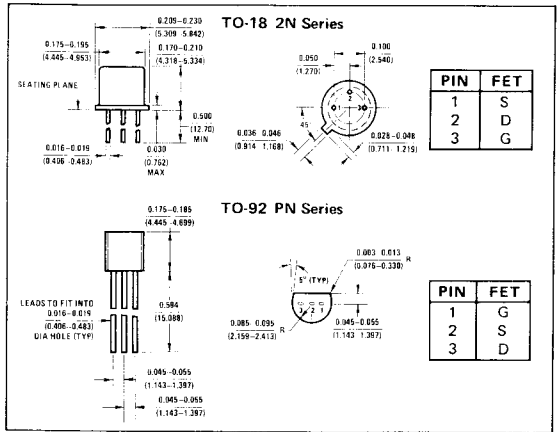 TO-18 2N Series
0.209-0.230
(5.309-5.842)
0.175-0.195
(4.445-4.953)
0.170-0.210
(4.318-5.334)
SEATING PLANE
0.500
(12.70)
MIN
0.016-0.019
(0.406-0.483)
0.030
(0.762)
MAX
0.100
(2.540)
0.050
(1.270)
1 2 3
45
0.036 0.046
(0.914 1.168)
0.028-0.048
(0.711 1.219)
PIN FET
1 S
2 D
3 G
TO-92 PN Series
0.175-0.185
(4.445-4.699)
LEADS TO FIT INTO
0.016-0.019
(0.406-0.483)
DIA HOLE (TYP)
0.594
(15.088)
0.045-0.055
(1.143-1.397)
0.045-0.055
(1.143-1.397)
0.003 0.013 R
(0.076-0.330)
5° (TYP)
3 2 1
0.085 0.095 R
(2.159-2.413)
0.045-0.055
(1.143 1.397)
PIN FET
1 G
2 S
3 D